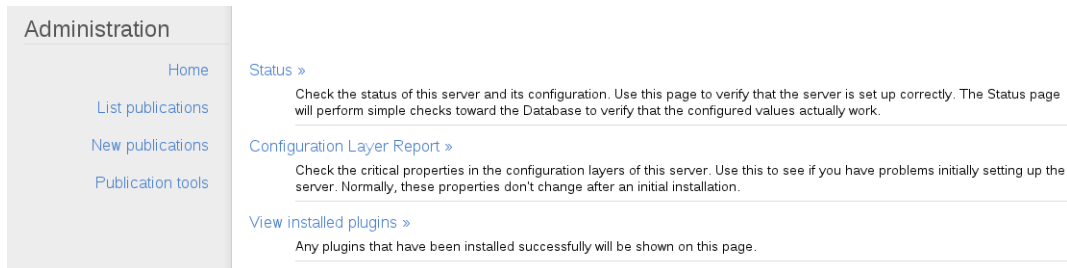 Administration
Home
List publications
New publications
Publication tools
Status »
Check the status of this server and its configuration. Use this page to verify that the server is set up correctly. The Status page
will perform simple checks toward the Database to verify that the configured values actually work.
Configuration Layer Report »
Check the critical properties in the configuration layers of this server. Use this to see if you have problems initially setting up the
server. Normally, these properties don't change after an initial installation.
View installed plugins »
Any plugins that have been installed successfully will be shown on this page.